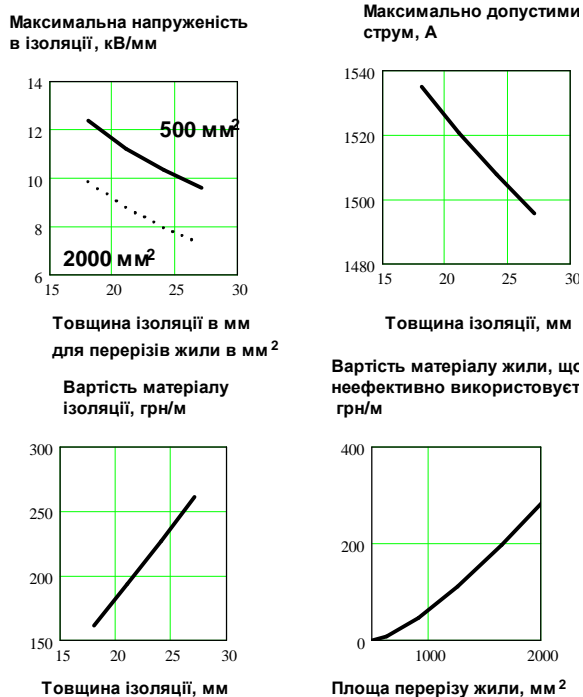 Максимальна напруженість
в ізоляції, кВ/мм
14
12
10
8
6
500 мм²
2000 мм²
15 20 25 30
Товщина ізоляції в мм
для перерізів жили в мм²
Максимально допустими
струм, А
1540
1520
1500
1480
15 20 25 30
Товщина ізоляції, мм
Вартість матеріалу
ізоляції, грн/м
300
250
200
150
15 20 25 30
Товщина ізоляції, мм
Вартість матеріалу жили, що
неефективно використовуєт
грн/м
400
200
0
1000 2000
Площа перерізу жили, мм²